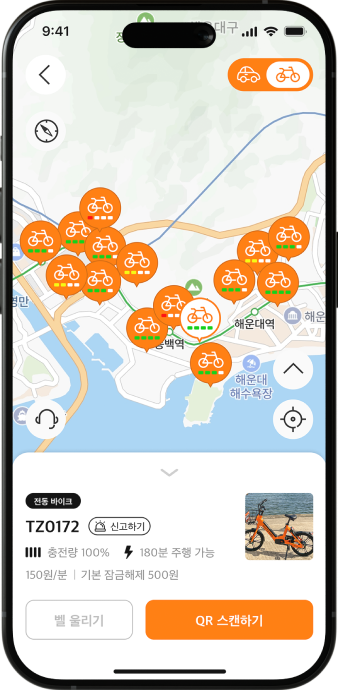 9:41
해운대구
해운대역
동백역
해운대
해수욕장
전동 바이크
TZ0172
신고하기
충전량 100%
180분 주행 가능
150원/분 | 기본 잠금해제 500원
벨 울리기
QR 스캔하기